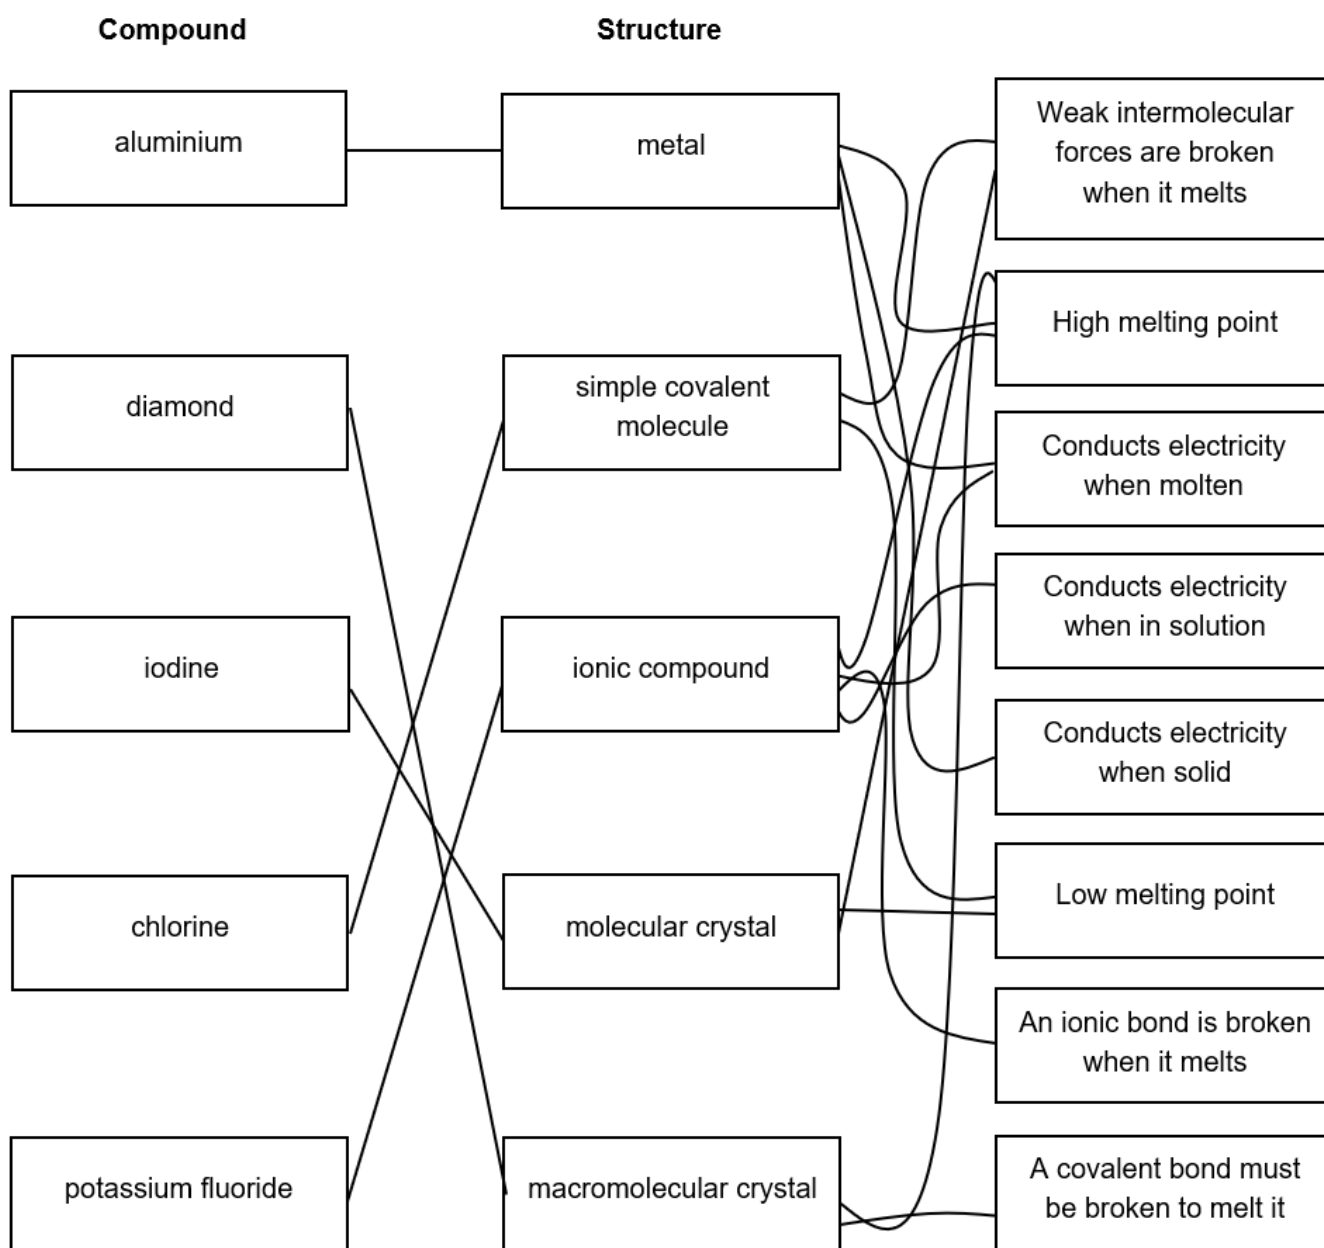 Compound
Structure
aluminium
metal
Weak intermolecular
forces are broken
when it melts
High melting point
diamond
simple covalent
molecule
Conducts electricity
when molten
Conducts electricity
when in solution
iodine
ionic compound
Conducts electricity
when solid
Low melting point
chlorine
molecular crystal
An ionic bond is broken
when it melts
potassium fluoride
macromolecular crystal
A covalent bond must
be broken to melt it